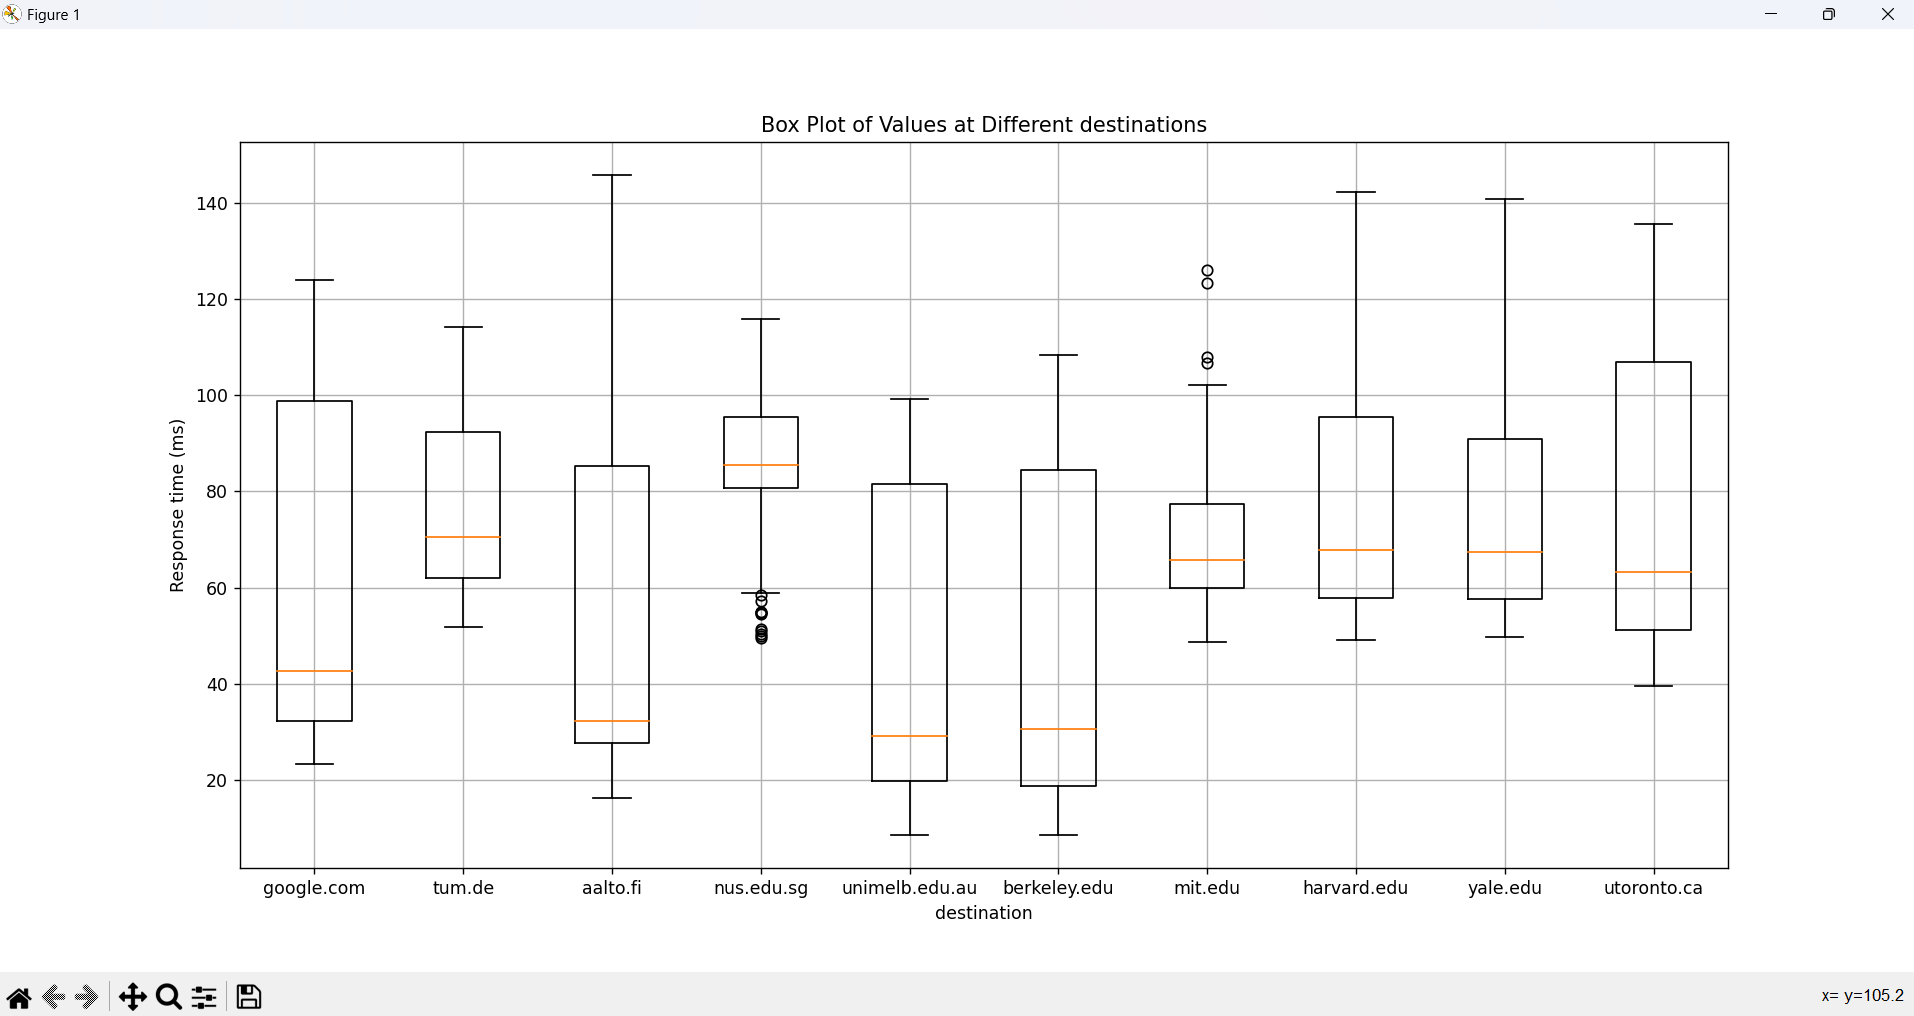 Figure 1
Box Plot of Values at Different destinations
Response time (ms)
140
120
100
80
60
40
20
google.com tum.de aalto.fi nus.edu.sg unimelb.edu.au berkeley.edu mit.edu harvard.edu yale.edu utoronto.ca
destination
x= y=105.2